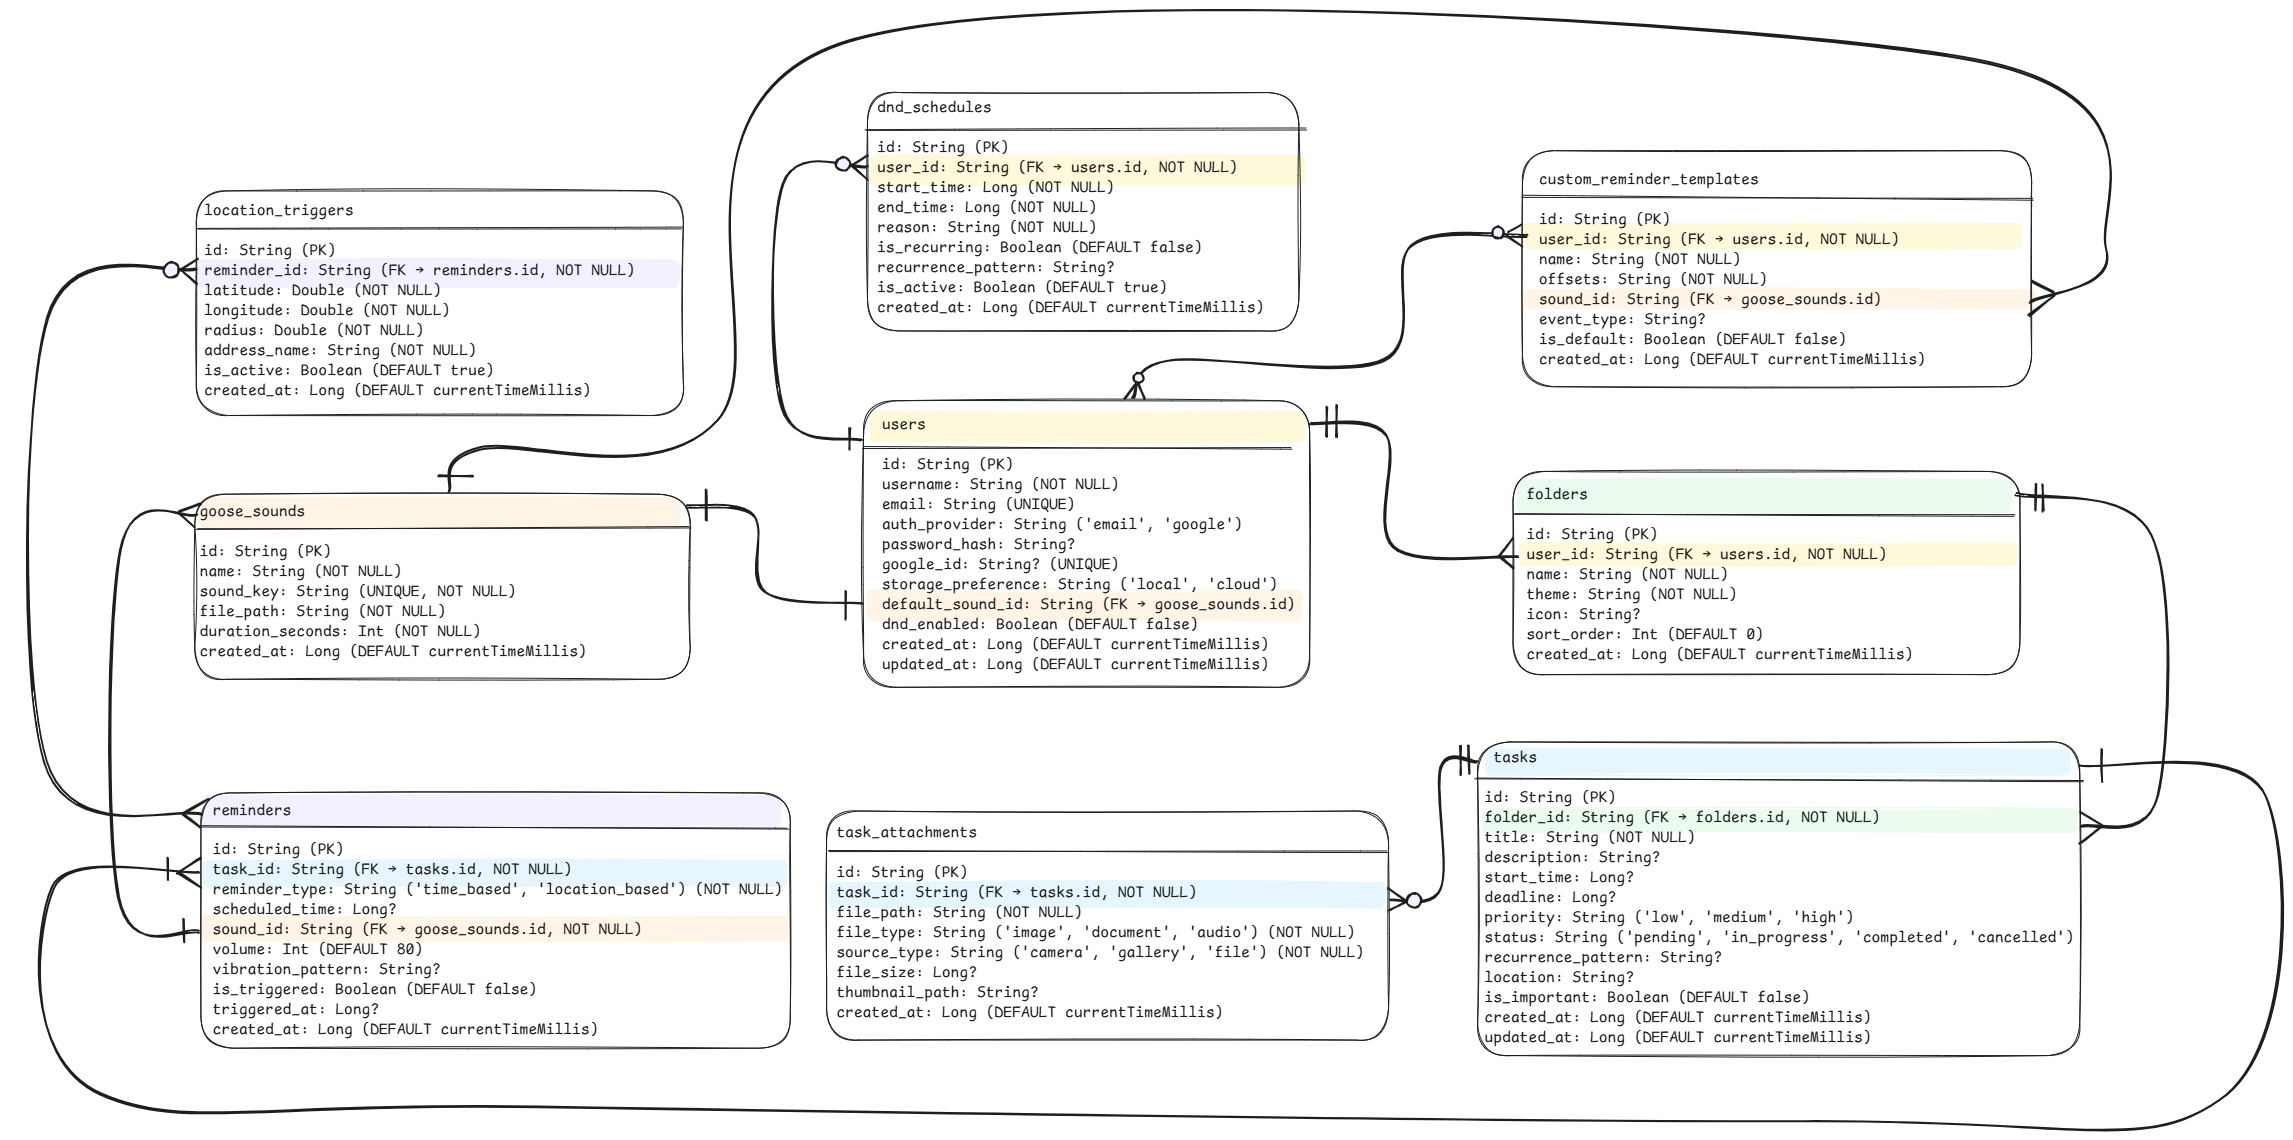 dnd_schedules
id: String (PK)
user_id: String (FK → users.id, NOT NULL)
start_time: Long (NOT NULL)
end_time: Long (NOT NULL)
reason: String (NOT NULL)
is_recurring: Boolean (DEFAULT false)
recurrence_pattern: String?
is_active: Boolean (DEFAULT true)
created_at: Long (DEFAULT currentTimeMillis)
custom_reminder_templates
id: String (PK)
user_id: String (FK → users.id, NOT NULL)
name: String (NOT NULL)
offsets: String (NOT NULL)
sound_id: String (FK → goose_sounds.id)
event_type: String?
is_default: Boolean (DEFAULT false)
created_at: Long (DEFAULT currentTimeMillis)
location_triggers
id: String (PK)
reminder_id: String (FK → reminders.id, NOT NULL)
latitude: Double (NOT NULL)
longitude: Double (NOT NULL)
radius: Double (NOT NULL)
address_name: String (NOT NULL)
is_active: Boolean (DEFAULT true)
created_at: Long (DEFAULT currentTimeMillis)
users
id: String (PK)
username: String (NOT NULL)
email: String (UNIQUE)
auth_provider: String ('email', 'google')
password_hash: String?
google_id: String? (UNIQUE)
storage_preference: String ('local', 'cloud')
default_sound_id: String (FK → goose_sounds.id)
dnd_enabled: Boolean (DEFAULT false)
created_at: Long (DEFAULT currentTimeMillis)
updated_at: Long (DEFAULT currentTimeMillis)
folders
id: String (PK)
user_id: String (FK → users.id, NOT NULL)
name: String (NOT NULL)
theme: String (NOT NULL)
icon: String?
sort_order: Int (DEFAULT 0)
created_at: Long (DEFAULT currentTimeMillis)
goose_sounds
id: String (PK)
name: String (NOT NULL)
sound_key: String (UNIQUE, NOT NULL)
file_path: String (NOT NULL)
duration_seconds: Int (NOT NULL)
created_at: Long (DEFAULT currentTimeMillis)
reminders
id: String (PK)
task_id: String (FK → tasks.id, NOT NULL)
reminder_type: String ('time_based', 'location_based') (NOT NULL)
scheduled_time: Long?
sound_id: String (FK → goose_sounds.id, NOT NULL)
volume: Int (DEFAULT 80)
vibration_pattern: String?
is_triggered: Boolean (DEFAULT false)
triggered_at: Long?
created_at: Long (DEFAULT currentTimeMillis)
task_attachments
id: String (PK)
task_id: String (FK → tasks.id, NOT NULL)
file_path: String (NOT NULL)
file_type: String ('image', 'document', 'audio') (NOT NULL)
source_type: String ('camera', 'gallery', 'file') (NOT NULL)
file_size: Long?
thumbnail_path: String?
created_at: Long (DEFAULT currentTimeMillis)
tasks
id: String (PK)
folder_id: String (FK → folders.id, NOT NULL)
title: String (NOT NULL)
description: String?
start_time: Long?
deadline: Long?
priority: String ('low', 'medium', 'high')
status: String ('pending', 'in_progress', 'completed', 'cancelled')
recurrence_pattern: String?
location: String?
is_important: Boolean (DEFAULT false)
created_at: Long (DEFAULT currentTimeMillis)
updated_at: Long (DEFAULT currentTimeMillis)